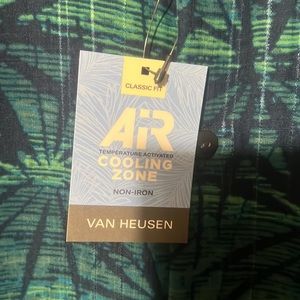 CLASSIC FIT
AIR
TEMPERATURE ACTIVATED
COOLING
ZONE
NON-IRON
VAN HEUSEN